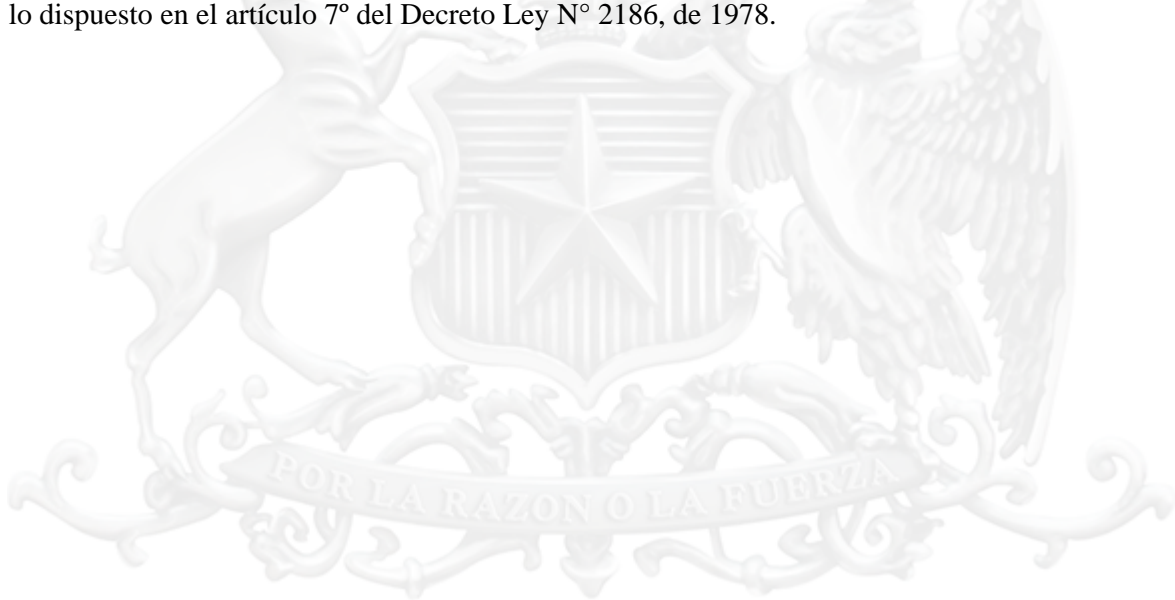 lo dispuesto en el artículo 7º del Decreto Ley N° 2186, de 1978.
POR LA RAZON O LA FUERZA